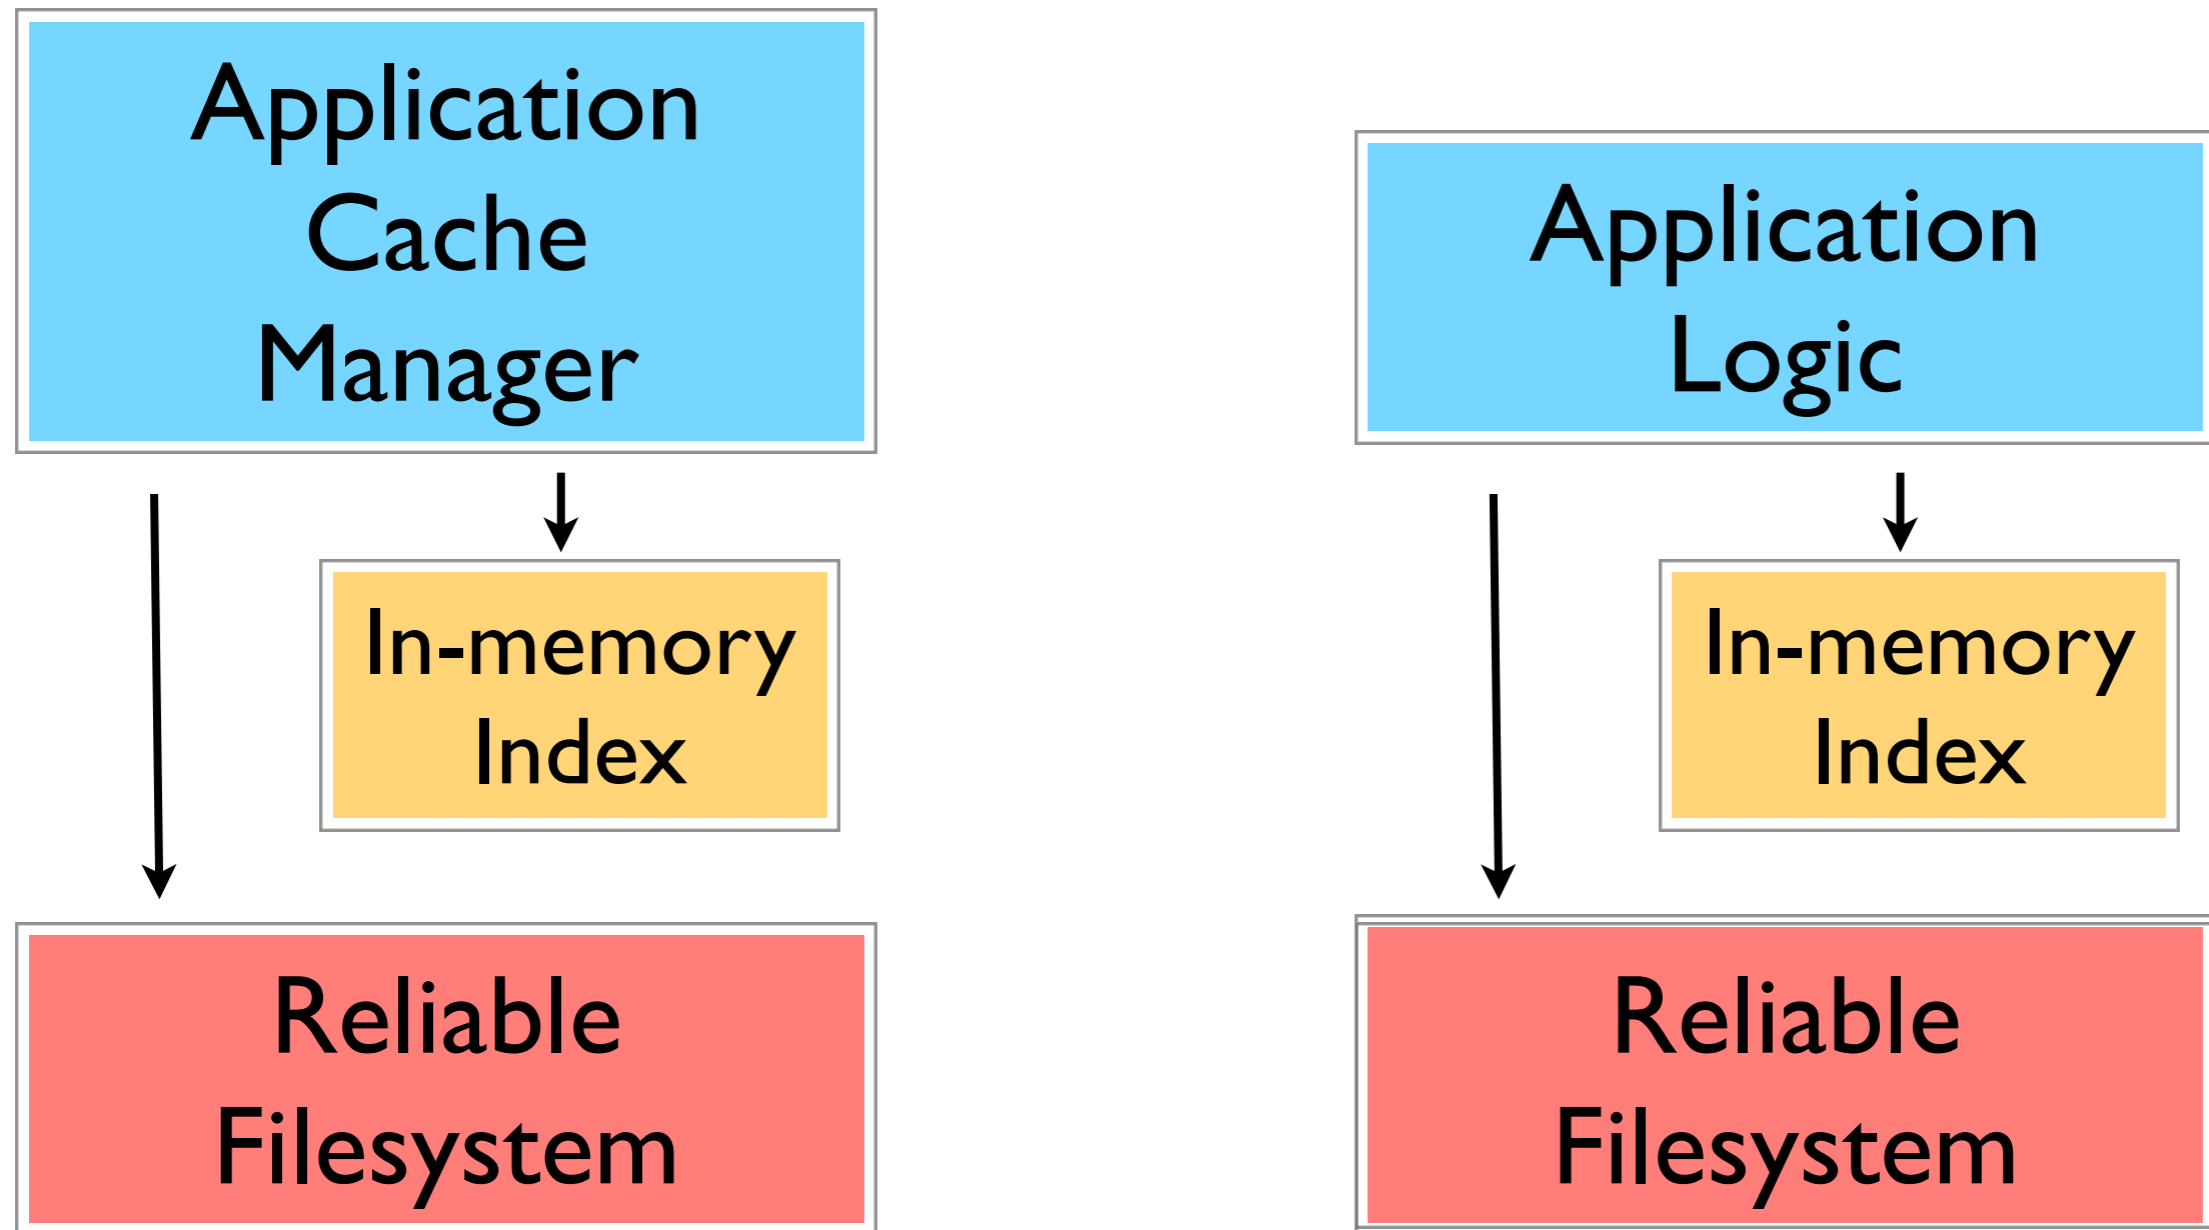 Application
Cache
Manager
In-memory
Index
Reliable
Filesystem
Application
Logic
In-memory
Index
Reliable
Filesystem